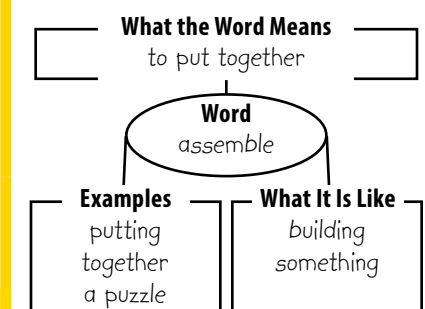 What the Word Means
to put together
Word
assemble
Examples
putting
together
a puzzle
What It Is Like
building
something